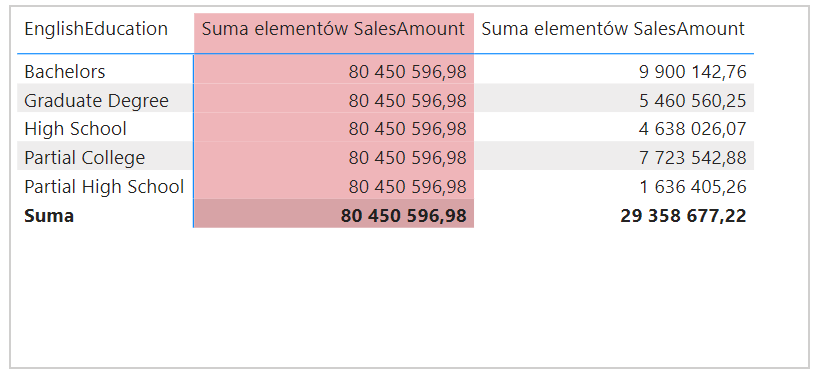 EnglishEducation Suma elementów SalesAmount Suma elementów SalesAmount
Bachelors 80 450 596,98 9 900 142,76
Graduate Degree 80 450 596,98 5 460 560,25
High School 80 450 596,98 4 638 026,07
Partial College 80 450 596,98 7 723 542,88
Partial High School 80 450 596,98 1 636 405,26
Suma 80 450 596,98 29 358 677,22